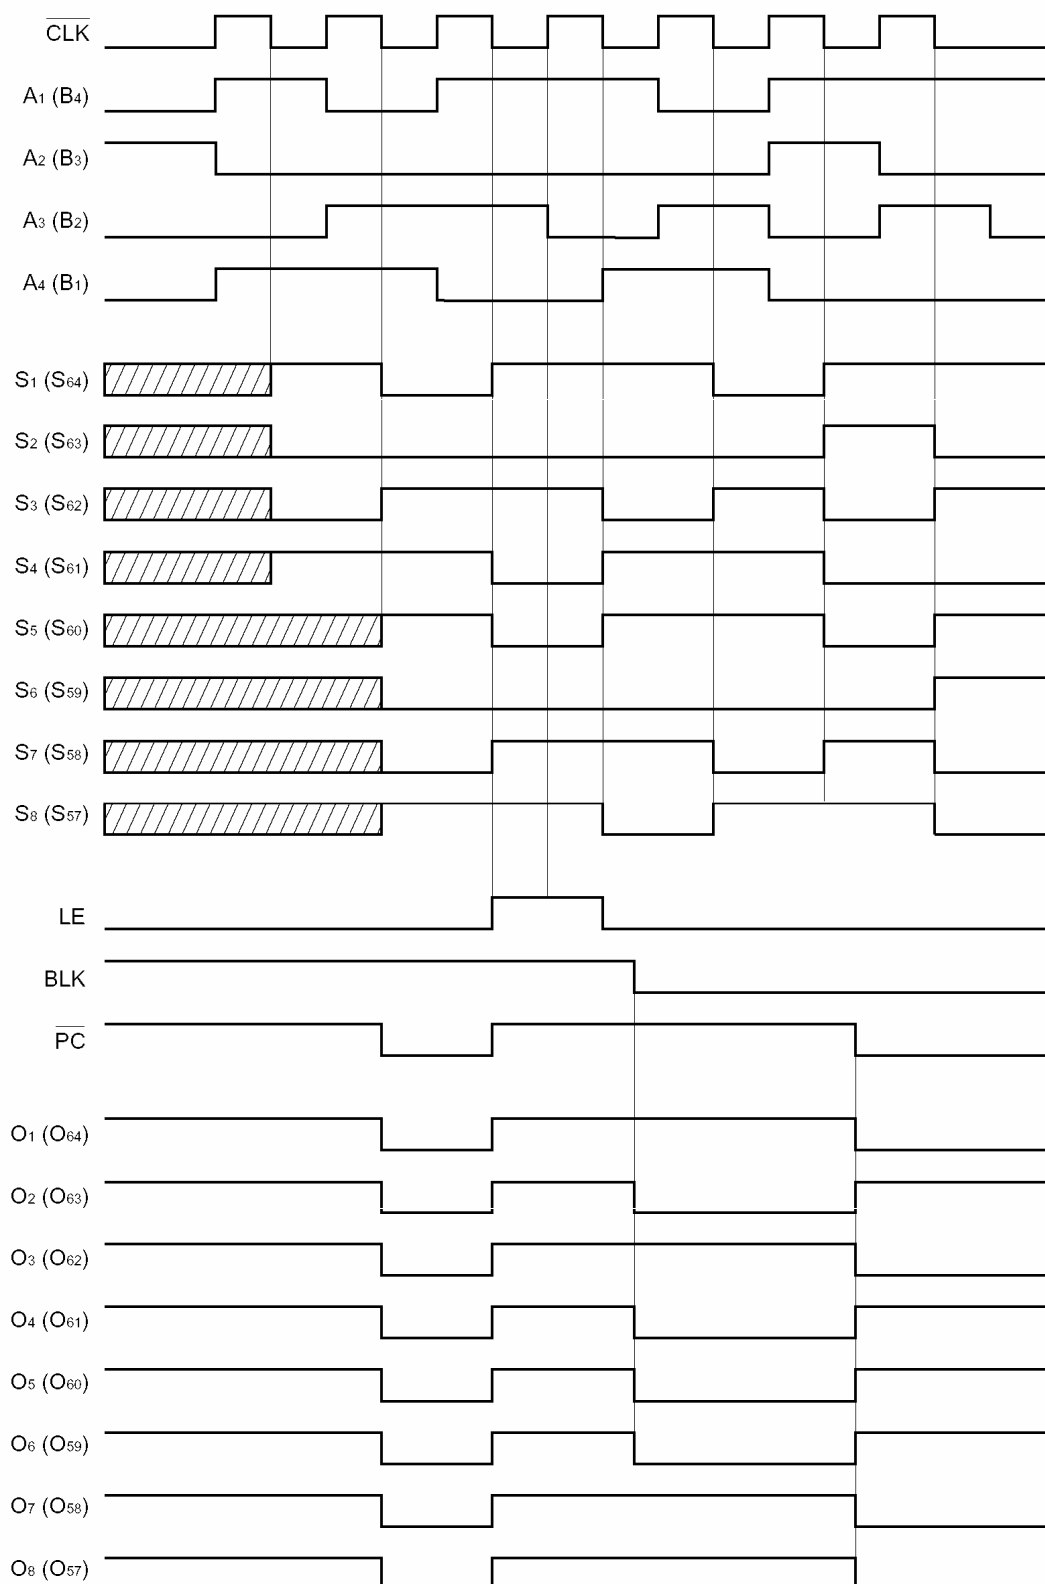 CLK
A1 (B4)
A2 (B3)
A3 (B2)
A4 (B1)
S1 (S64)
S2 (S63)
S3 (S62)
S4 (S61)
S5 (S60)
S6 (S59)
S7 (S58)
S8 (S57)
LE
BLK
PC
O1 (O64)
O2 (O63)
O3 (O62)
O4 (O61)
O5 (O60)
O6 (O59)
O7 (O58)
O8 (O57)